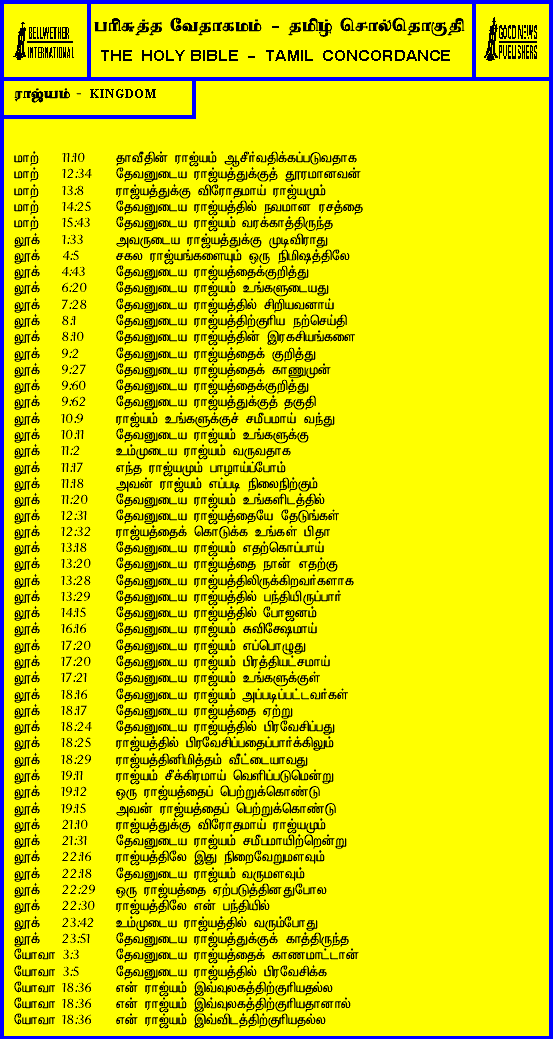 BELLWETHER INTERNATIONAL
பரிசுத்த வேதாகமம் - தமிழ் சொல்தொகுதி
THE HOLY BIBLE - TAMIL CONCORDANCE
GOOD NEWS PUBLISHERS
ராஜ்யம் - KINGDOM
மாற் 11:10 தாவீதின் ராஜ்யம் ஆசீர்வதிக்கப்படுவதாக
மாற் 12:34 தேவனுடைய ராஜ்யத்துக்குத் தூரமானவன்
மாற் 13:8 ராஜ்யத்துக்கு விரோதமாய் ராஜ்யமும்
மாற் 14:25 தேவனுடைய ராஜ்யத்தில் நவமான ரசத்தை
மாற் 15:43 தேவனுடைய ராஜ்யம் வரக்காத்திருந்த
லூக் 1:33 அவருடைய ராஜ்யத்துக்கு முடிவிராது
லூக் 4:5 சகல ராஜ்யங்களையும் ஒரு நிமிஷத்திலே
லூக் 4:43 தேவனுடைய ராஜ்யத்தைக்குறித்து
லூக் 6:20 தேவனுடைய ராஜ்யம் உங்களுடையது
லூக் 7:28 தேவனுடைய ராஜ்யத்தில் சிறியவனாய்
லூக் 8:1 தேவனுடைய ராஜ்யத்திற்குரிய நற்செய்தி
லூக் 8:10 தேவனுடைய ராஜ்யத்தின் இரகசியங்களை
லூக் 9:2 தேவனுடைய ராஜ்யத்தைக் குறித்து
லூக் 9:27 தேவனுடைய ராஜ்யத்தைக் காணுமுன்
லூக் 9:60 தேவனுடைய ராஜ்யத்தைக்குறித்து
லூக் 9:62 தேவனுடைய ராஜ்யத்துக்குத் தகுதி
லூக் 10:9 ராஜ்யம் உங்களுக்குச் சமீபமாய் வந்து
லூக் 10:11 தேவனுடைய ராஜ்யம் உங்களுக்கு
லூக் 11:2 உம்முடைய ராஜ்யம் வருவதாக
லூக் 11:17 எந்த ராஜ்யமும் பாழாய்ப்போம்
லூக் 11:18 அவன் ராஜ்யம் எப்படி நிலைநிற்கும்
லூக் 11:20 தேவனுடைய ராஜ்யம் உங்களிடத்தில்
லூக் 12:31 தேவனுடைய ராஜ்யத்தையே தேடுங்கள்
லூக் 12:32 ராஜ்யத்தைக் கொடுக்க உங்கள் பிதா
லூக் 13:18 தேவனுடைய ராஜ்யம் எதற்கொப்பாய்
லூக் 13:20 தேவனுடைய ராஜ்யத்தை நான் எதற்கு
லூக் 13:28 தேவனுடைய ராஜ்யத்திலிருக்கிறவர்களாக
லூக் 13:29 தேவனுடைய ராஜ்யத்தில் பந்தியிருப்பார்
லூக் 14:15 தேவனுடைய ராஜ்யத்தில் போஜனம்
லூக் 16:16 தேவனுடைய ராஜ்யம் சுவிசேஷமாய்
லூக் 17:20 தேவனுடைய ராஜ்யம் எப்பொழுது
லூக் 17:20 தேவனுடைய ராஜ்யம் பிரத்தியட்சமாய்
லூக் 17:21 தேவனுடைய ராஜ்யம் உங்களுக்குள்
லூக் 18:16 தேவனுடைய ராஜ்யம் அப்படிப்பட்டவர்கள்
லூக் 18:17 தேவனுடைய ராஜ்யத்தை ஏற்று
லூக் 18:24 தேவனுடைய ராஜ்யத்தில் பிரவேசிப்பது
லூக் 18:25 ராஜ்யத்தில் பிரவேசிப்பதைப்பார்க்கிலும்
லூக் 18:29 ராஜ்யத்தினிமித்தம் வீட்டையாவது
லூக் 19:11 ராஜ்யம் சீக்கிரமாய் வெளிப்படுமென்று
லூக் 19:12 ஒரு ராஜ்யத்தைப் பெற்றுக்கொண்டு
லூக் 19:15 அவன் ராஜ்யத்தைப் பெற்றுக்கொண்டு
லூக் 21:10 ராஜ்யத்துக்கு விரோதமாய் ராஜ்யமும்
லூக் 21:31 தேவனுடைய ராஜ்யம் சமீபமாயிற்றென்று
லூக் 22:16 ராஜ்யத்திலே இது நிறைவேறுமளவும்
லூக் 22:18 தேவனுடைய ராஜ்யம் வருமளவும்
லூக் 22:29 ஒரு ராஜ்யத்தை ஏற்படுத்தினதுபோல
லூக் 22:30 ராஜ்யத்திலே என் பந்தியில்
லூக் 23:42 உம்முடைய ராஜ்யத்தில் வரும்போது
லூக் 23:51 தேவனுடைய ராஜ்யத்துக்குக் காத்திருந்த
யோவா 3:3 தேவனுடைய ராஜ்யத்தைக் காணமாட்டான்
யோவா 3:5 தேவனுடைய ராஜ்யத்தில் பிரவேசிக்க
யோவா 18:36 என் ராஜ்யம் இவ்வுலகத்திற்குரியதல்ல
யோவா 18:36 என் ராஜ்யம் இவ்வுலகத்திற்குரியதானால்
யோவா 18:36 என் ராஜ்யம் இவ்விடத்திற்குரியதல்ல